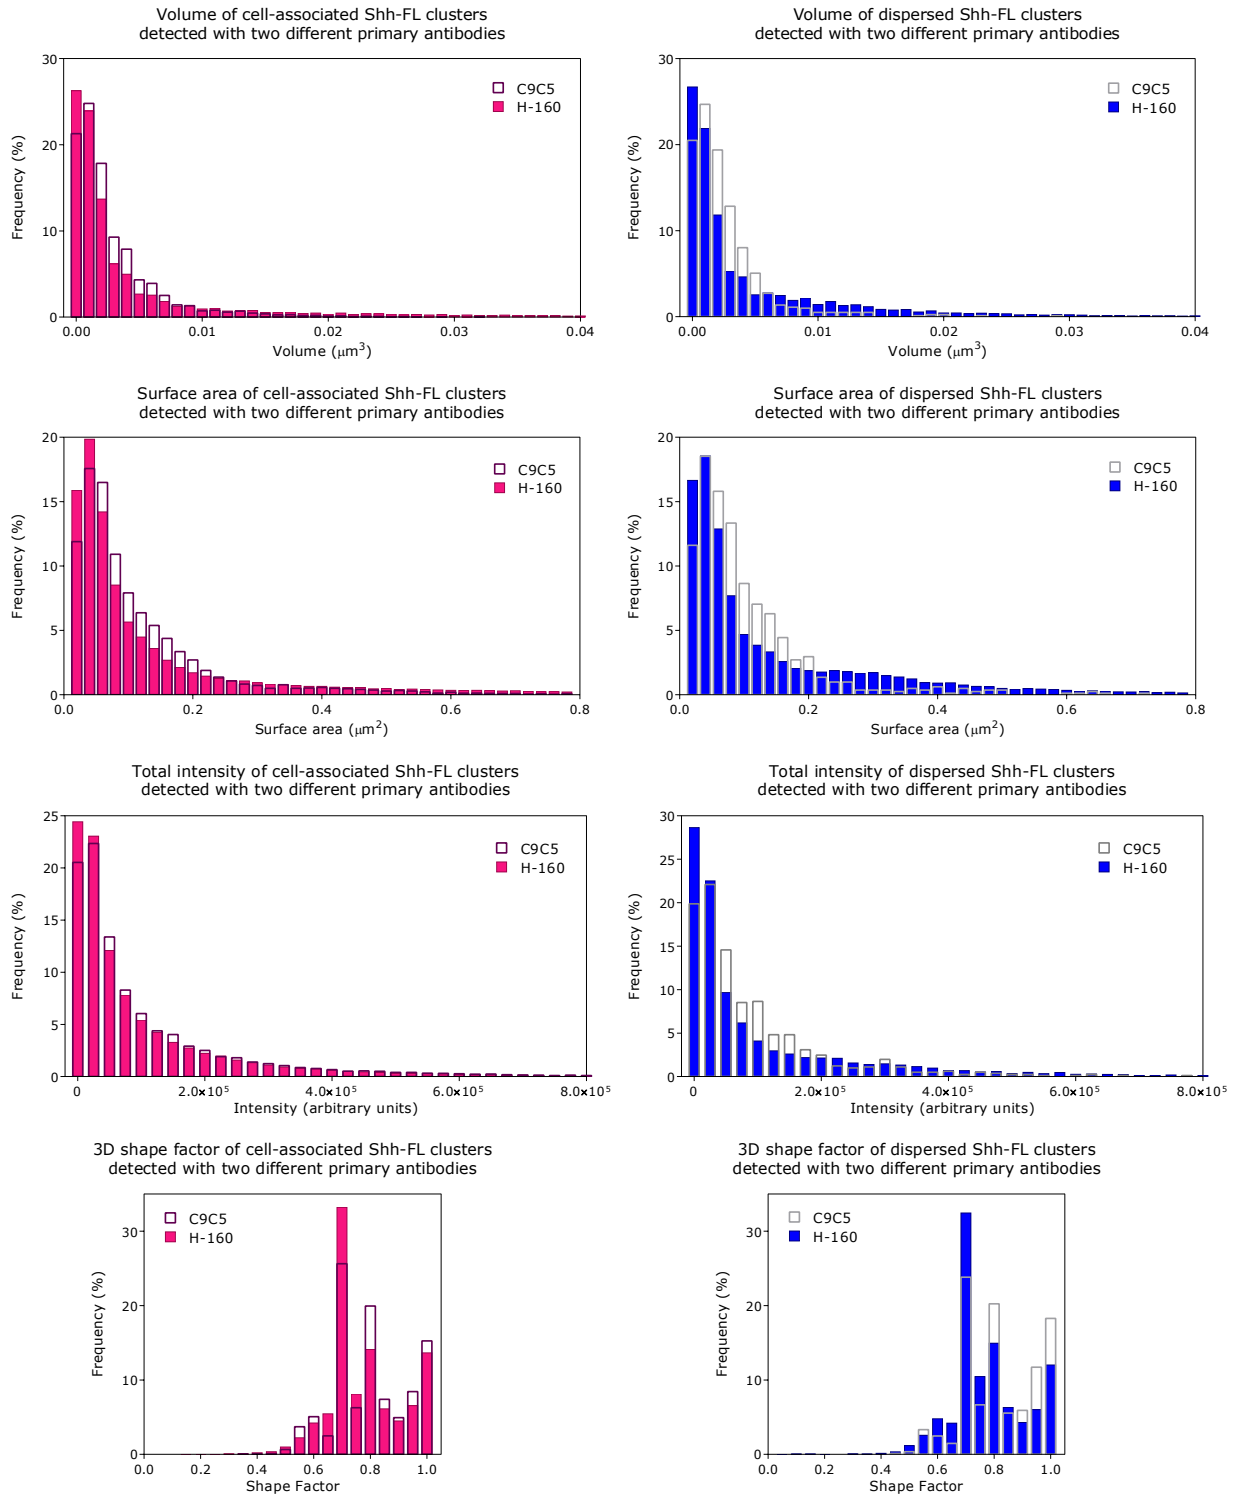 Volume of cell-associated Shh-FL clusters
detected with two different primary antibodies
30
20
10
0
Frequency (%)
C9C5
H-160
0.00 0.01 0.02 0.03 0.04
Volume (μm³)
Volume of dispersed Shh-FL clusters
detected with two different primary antibodies
30
20
10
0
Frequency (%)
C9C5
H-160
0.00 0.01 0.02 0.03 0.04
Volume (μm³)
Surface area of cell-associated Shh-FL clusters
detected with two different primary antibodies
20
15
10
5
0
Frequency (%)
C9C5
H-160
0.0 0.2 0.4 0.6 0.8
Surface area (μm²)
Surface area of dispersed Shh-FL clusters
detected with two different primary antibodies
20
15
10
5
0
Frequency (%)
C9C5
H-160
0.0 0.2 0.4 0.6 0.8
Surface area (μm²)
Total intensity of cell-associated Shh-FL clusters
detected with two different primary antibodies
25
20
15
10
5
0
Frequency (%)
C9C5
H-160
0 2.0×10⁵ 4.0×10⁵ 6.0×10⁵ 8.0×10⁵
Intensity (arbitrary units)
Total intensity of dispersed Shh-FL clusters
detected with two different primary antibodies
30
25
20
15
10
5
0
Frequency (%)
C9C5
H-160
0 2.0×10⁵ 4.0×10⁵ 6.0×10⁵ 8.0×10⁵
Intensity (arbitrary units)
3D shape factor of cell-associated Shh-FL clusters
detected with two different primary antibodies
30
20
10
0
Frequency (%)
C9C5
H-160
0.0 0.2 0.4 0.6 0.8 1.0
Shape Factor
3D shape factor of dispersed Shh-FL clusters
detected with two different primary antibodies
30
20
10
0
Frequency (%)
C9C5
H-160
0.0 0.2 0.4 0.6 0.8 1.0
Shape Factor